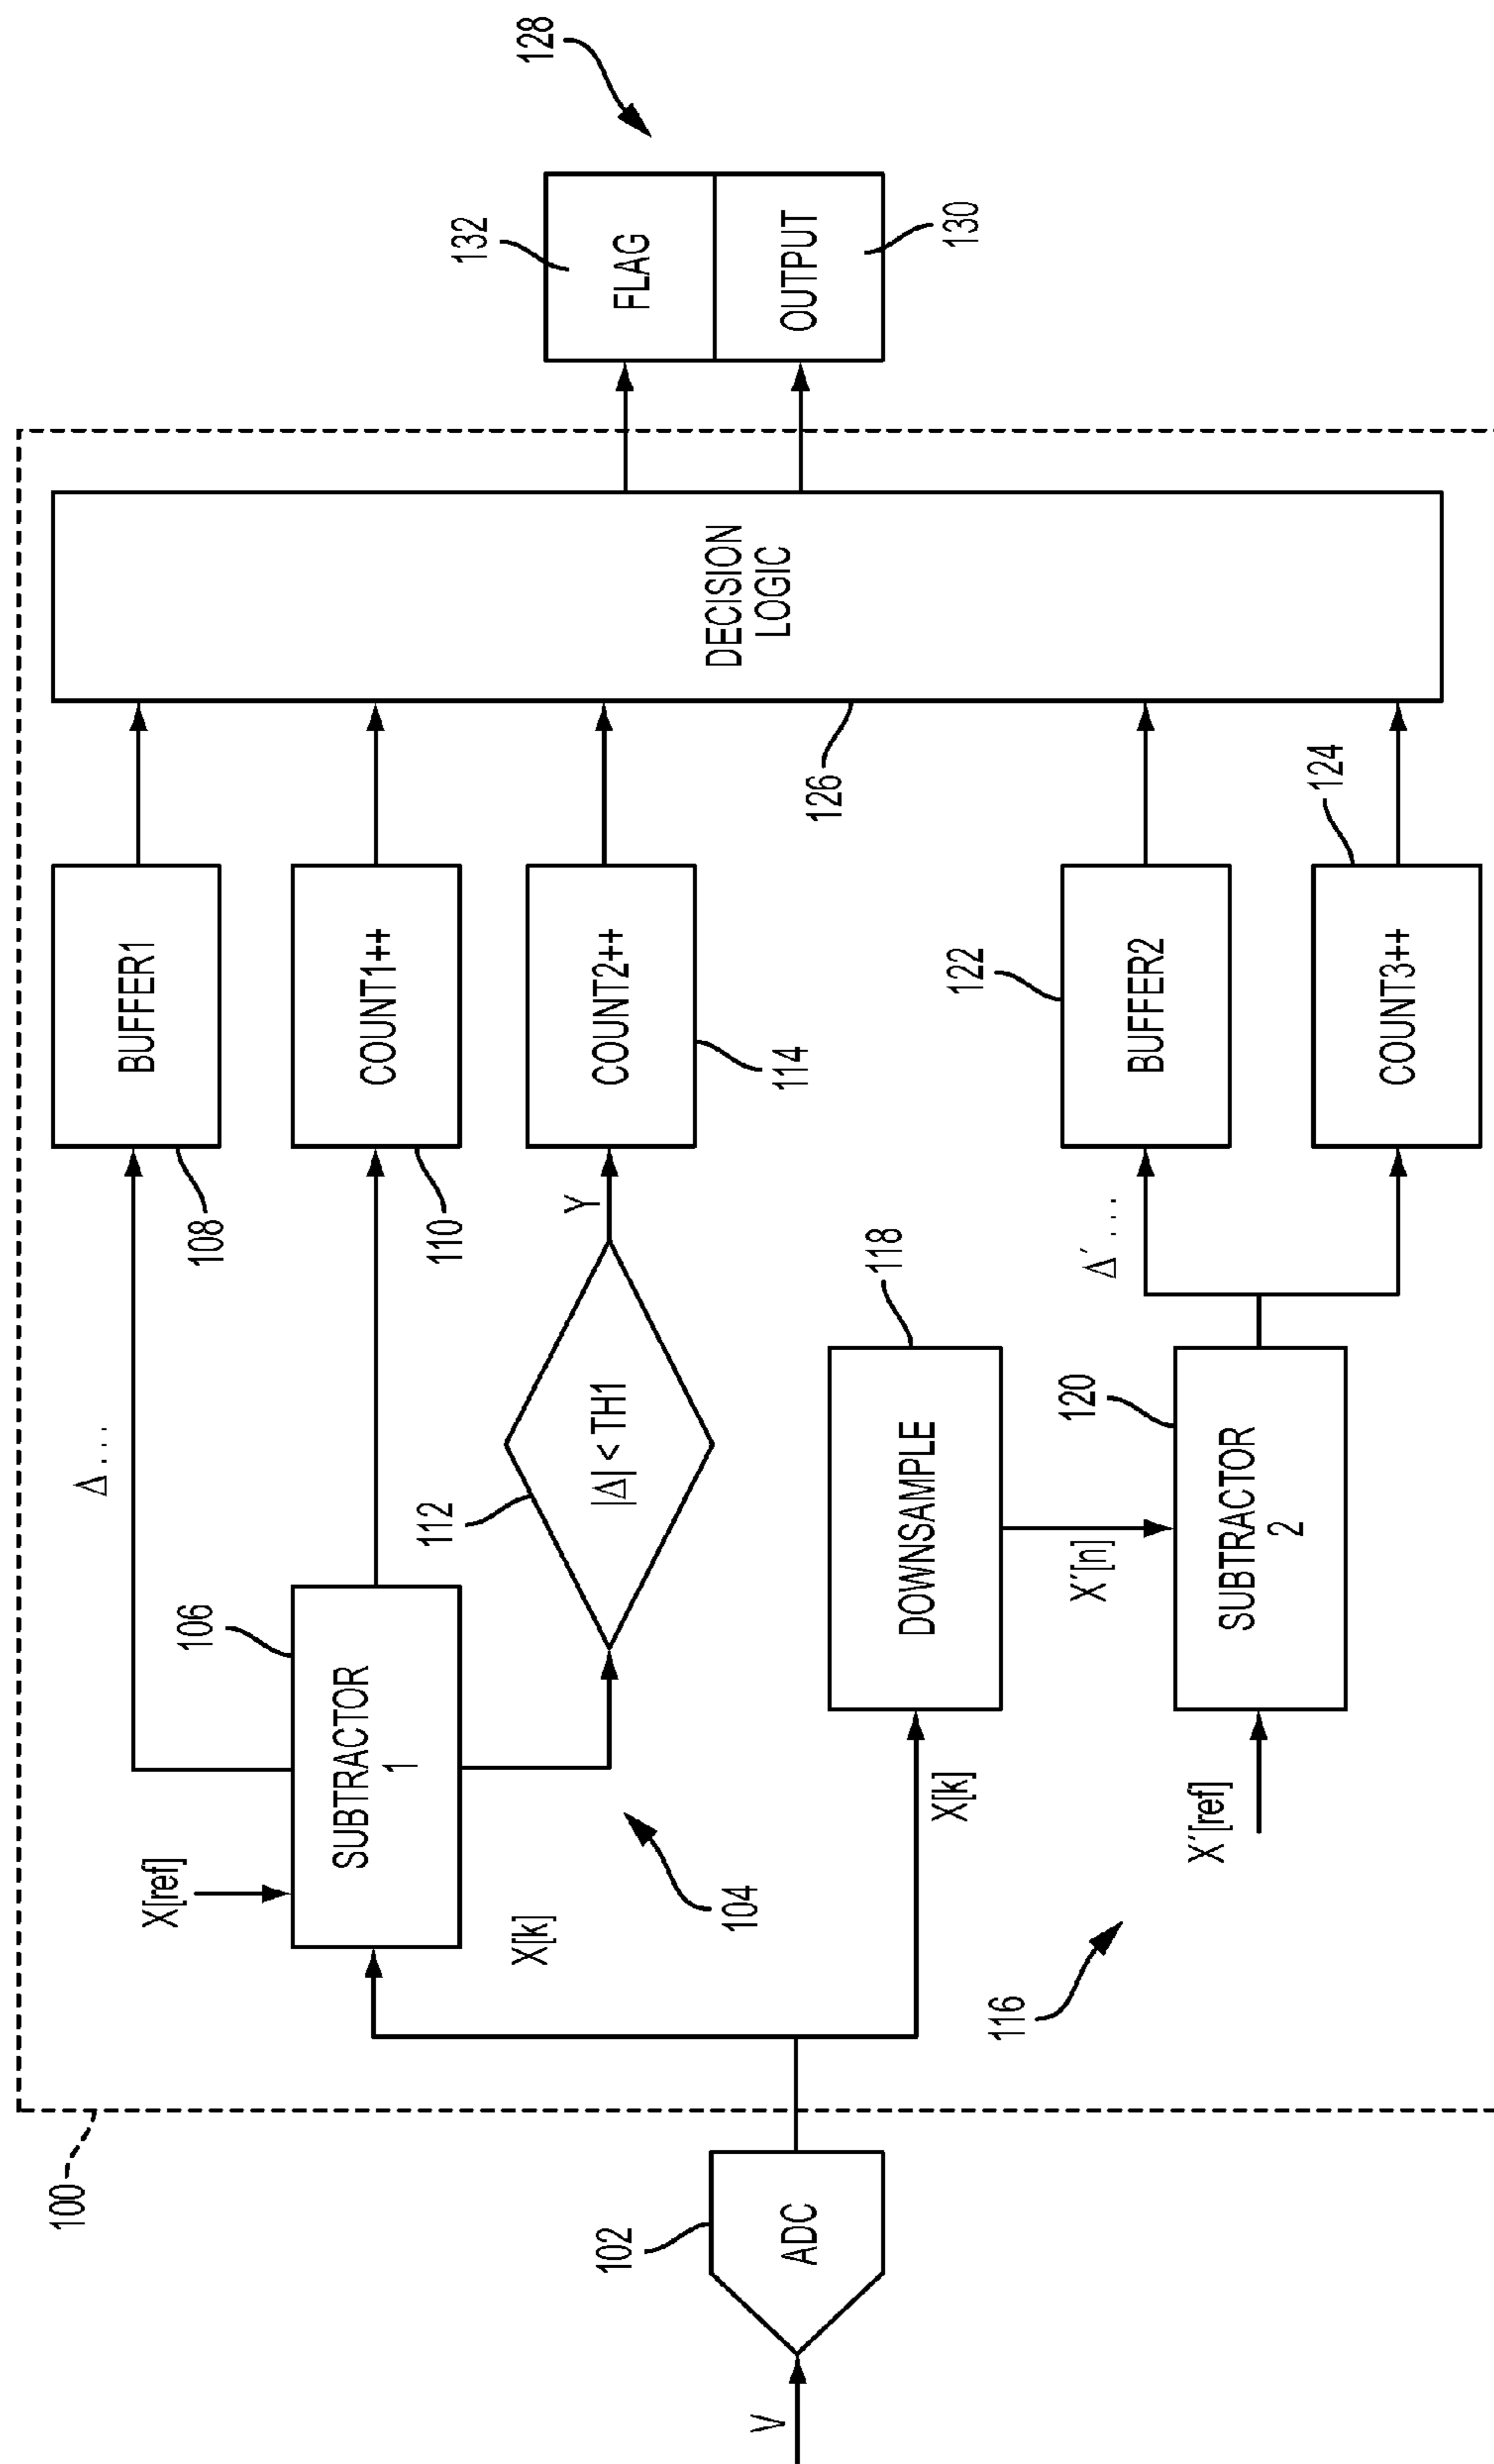 100
V
ADC
102
X[ref]
X[k]
SUBTRACTOR
1
106
104
Δ....
|Δ| < TH1
112
Y
BUFFER1
108
COUNT1++
110
COUNT2++
114
X[k]
DOWNSAMPLE
118
X´[n]
116
X´[ref]
SUBTRACTOR
2
120
Δ´....
BUFFER2
122
COUNT3++
124
DECISION
LOGIC
126
FLAG
132
OUTPUT
130
128